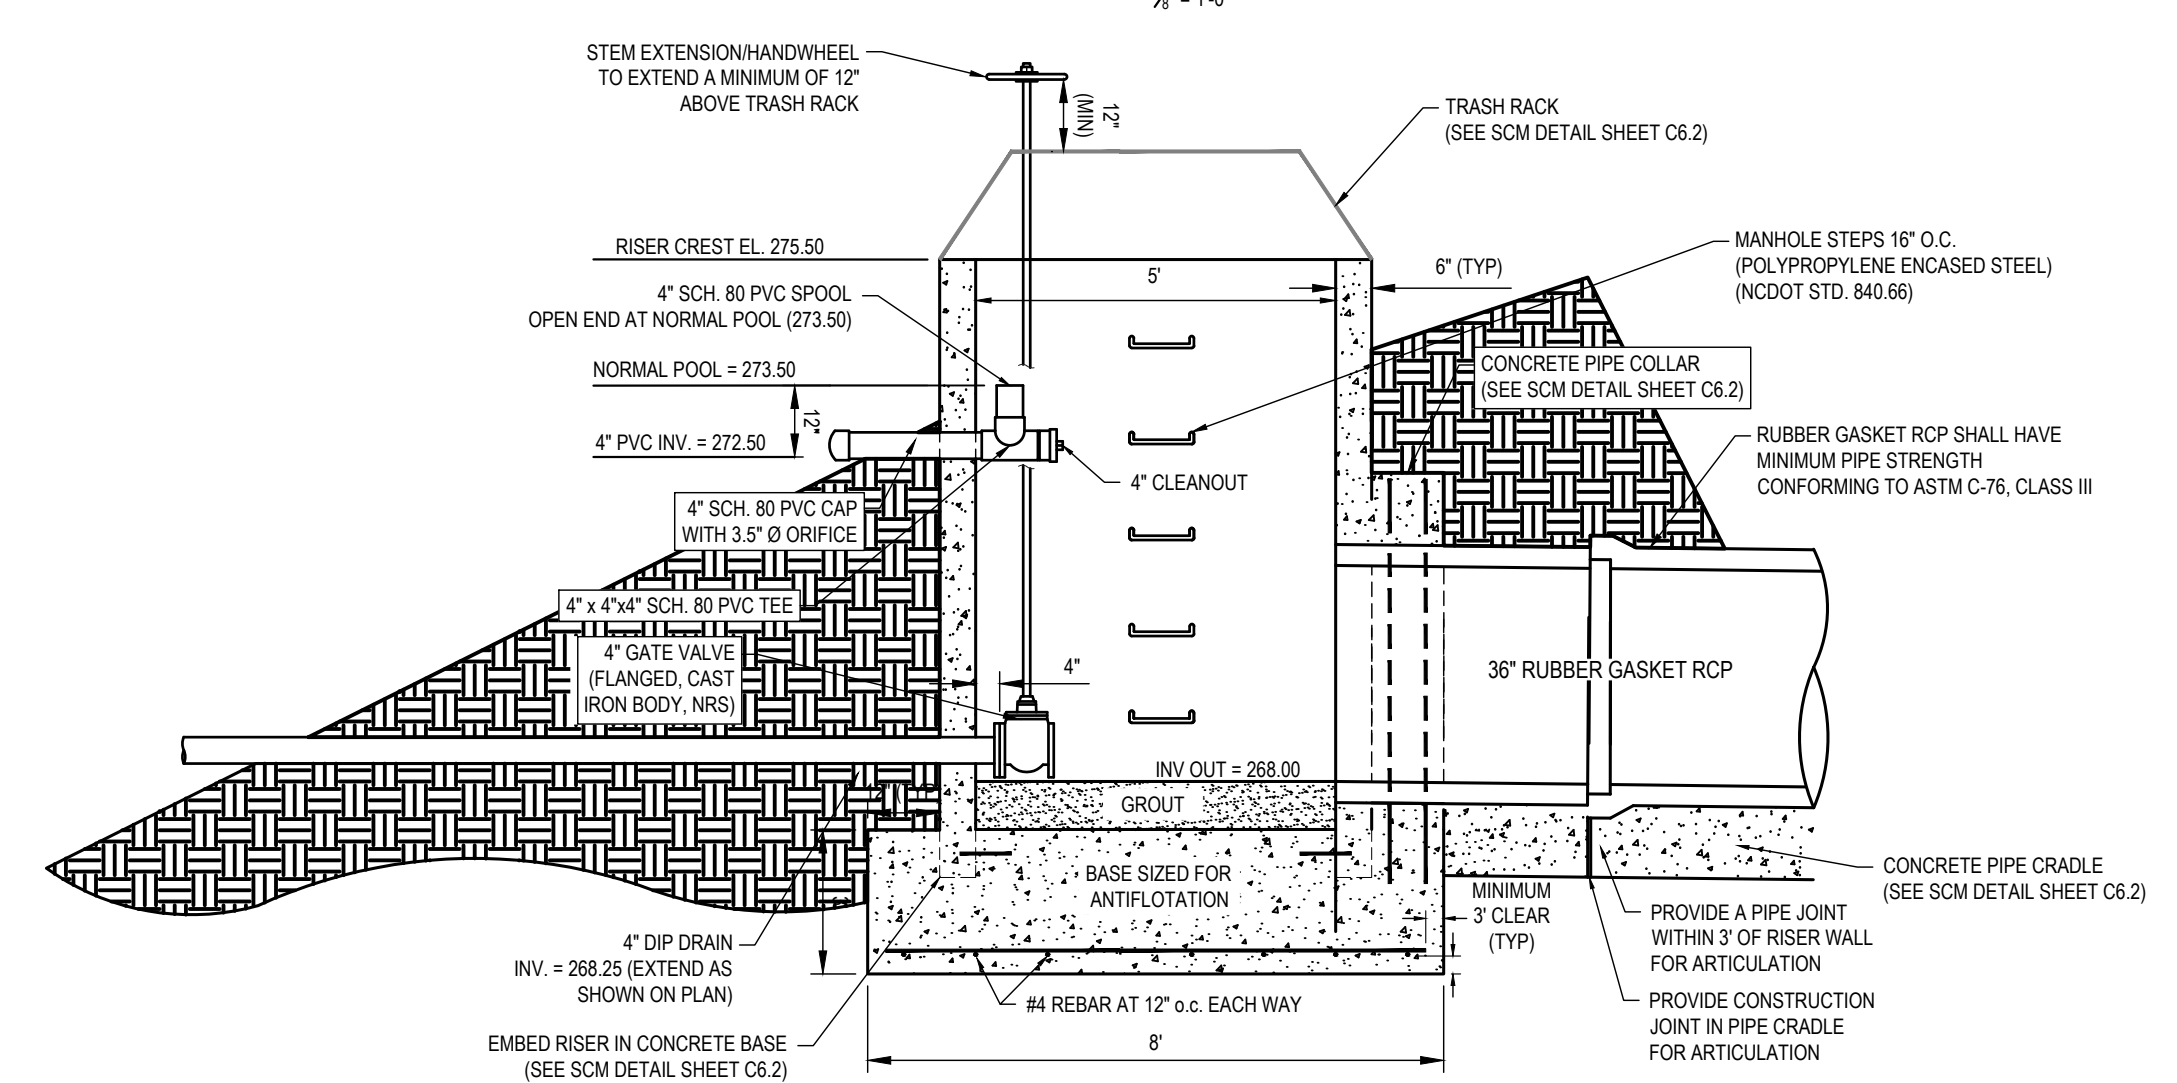 STEM EXTENSION/HANDWHEEL
TO EXTEND A MINIMUM OF 12"
ABOVE TRASH RACK
12"
(MIN)
TRASH RACK
(SEE SCM DETAIL SHEET C6.2)
RISER CREST EL. 275.50
5'
6" (TYP)
MANHOLE STEPS 16" O.C.
(POLYPROPYLENE ENCASED STEEL)
(NCDOT STD. 840.66)
4" SCH. 80 PVC SPOOL
OPEN END AT NORMAL POOL (273.50)
NORMAL POOL = 273.50
12"
4" PVC INV. = 272.50
CONCRETE PIPE COLLAR
(SEE SCM DETAIL SHEET C6.2)
RUBBER GASKET RCP SHALL HAVE
MINIMUM PIPE STRENGTH
CONFORMING TO ASTM C-76, CLASS III
4" CLEANOUT
4" SCH. 80 PVC CAP
WITH 3.5" Ø ORIFICE
4" x 4"x4" SCH. 80 PVC TEE
4" GATE VALVE
(FLANGED, CAST
IRON BODY, NRS)
4"
36" RUBBER GASKET RCP
INV OUT = 268.00
GROUT
BASE SIZED FOR
ANTIFLOTATION
MINIMUM
3' CLEAR
(TYP)
CONCRETE PIPE CRADLE
(SEE SCM DETAIL SHEET C6.2)
PROVIDE A PIPE JOINT
WITHIN 3' OF RISER WALL
FOR ARTICULATION
PROVIDE CONSTRUCTION
JOINT IN PIPE CRADLE
FOR ARTICULATION
4" DIP DRAIN
INV. = 268.25 (EXTEND AS
SHOWN ON PLAN)
#4 REBAR AT 12" o.c. EACH WAY
EMBED RISER IN CONCRETE BASE
(SEE SCM DETAIL SHEET C6.2)
8'